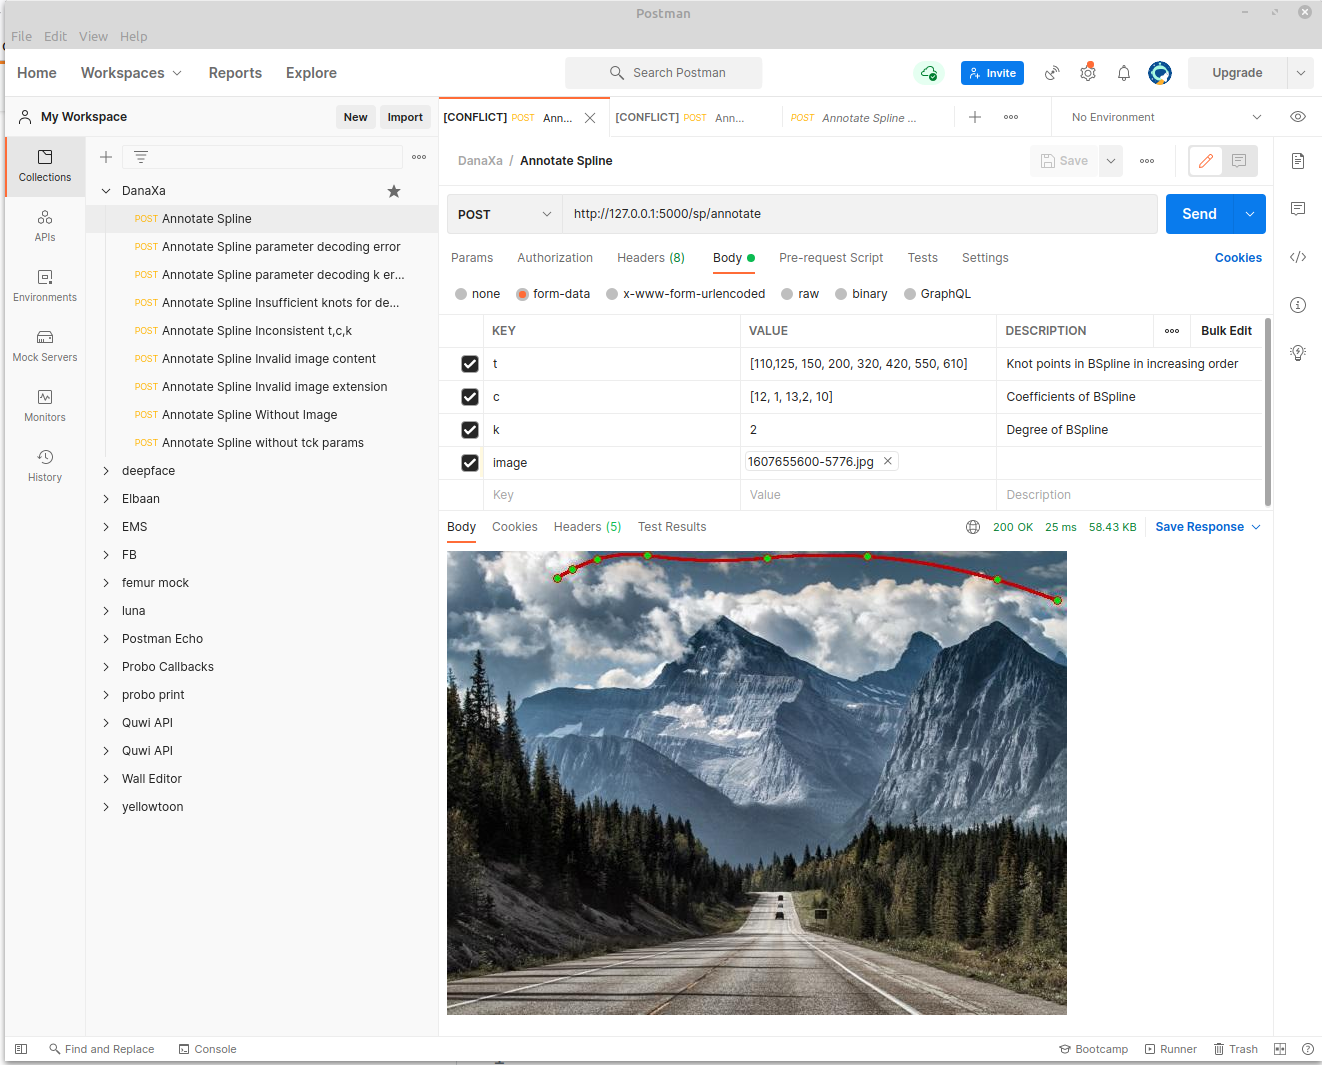 Postman
File Edit View Help
Home Workspaces Reports Explore Search Postman Invite Upgrade
My Workspace New Import
[CONFLICT] POST Ann... [CONFLICT] POST Ann... POST Annotate Spline ... No Environment
Collections
APIs
Environments
Mock Servers
Monitors
History
DanaXa
POST Annotate Spline
POST Annotate Spline parameter decoding error
POST Annotate Spline parameter decoding k er...
POST Annotate Spline Insufficient knots for de...
POST Annotate Spline Inconsistent t,c,k
POST Annotate Spline Invalid image content
POST Annotate Spline Invalid image extension
POST Annotate Spline Without Image
POST Annotate Spline without tck params
deepface
Elbaan
EMS
FB
femur mock
luna
Postman Echo
Probo Callbacks
probo print
Quwi API
Quwi API
Wall Editor
yellowtoon
DanaXa / Annotate Spline Save
POST http://127.0.0.1:5000/sp/annotate Send
Params Authorization Headers (8) Body Pre-request Script Tests Settings Cookies
none form-data x-www-form-urlencoded raw binary GraphQL
KEY VALUE DESCRIPTION Bulk Edit
t [110,125, 150, 200, 320, 420, 550, 610] Knot points in BSpline in increasing order
c [12, 1, 13,2, 10] Coefficients of BSpline
k 2 Degree of BSpline
image 1607655600-5776.jpg
Key Value Description
Body Cookies Headers (5) Test Results 200 OK 25 ms 58.43 KB Save Response
Find and Replace Console Bootcamp Runner Trash